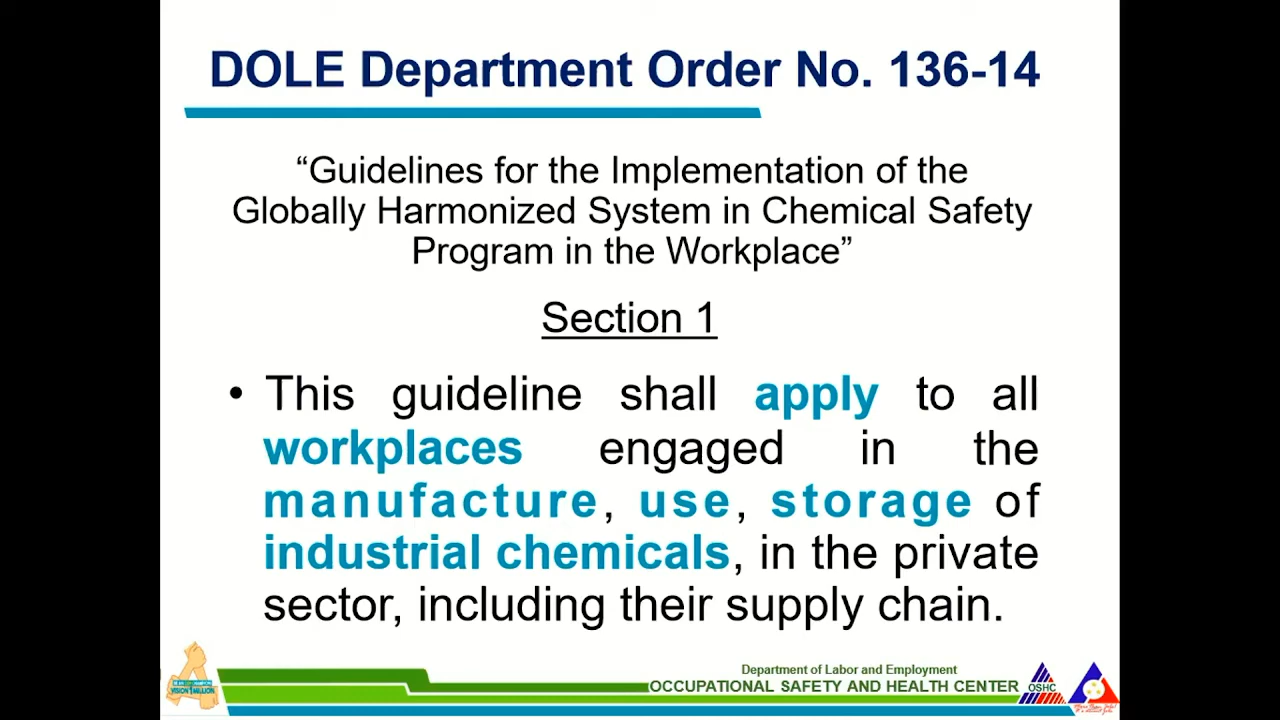 DOLE Department Order No. 136-14
“Guidelines for the Implementation of the
Globally Harmonized System in Chemical Safety
Program in the Workplace”
Section 1
• This guideline shall apply to all
workplaces engaged in the
manufacture, use, storage of
industrial chemicals, in the private
sector, including their supply chain.
VISION 1 MILLION
Department of Labor and Employment
OCCUPATIONAL SAFETY AND HEALTH CENTER
OSHC